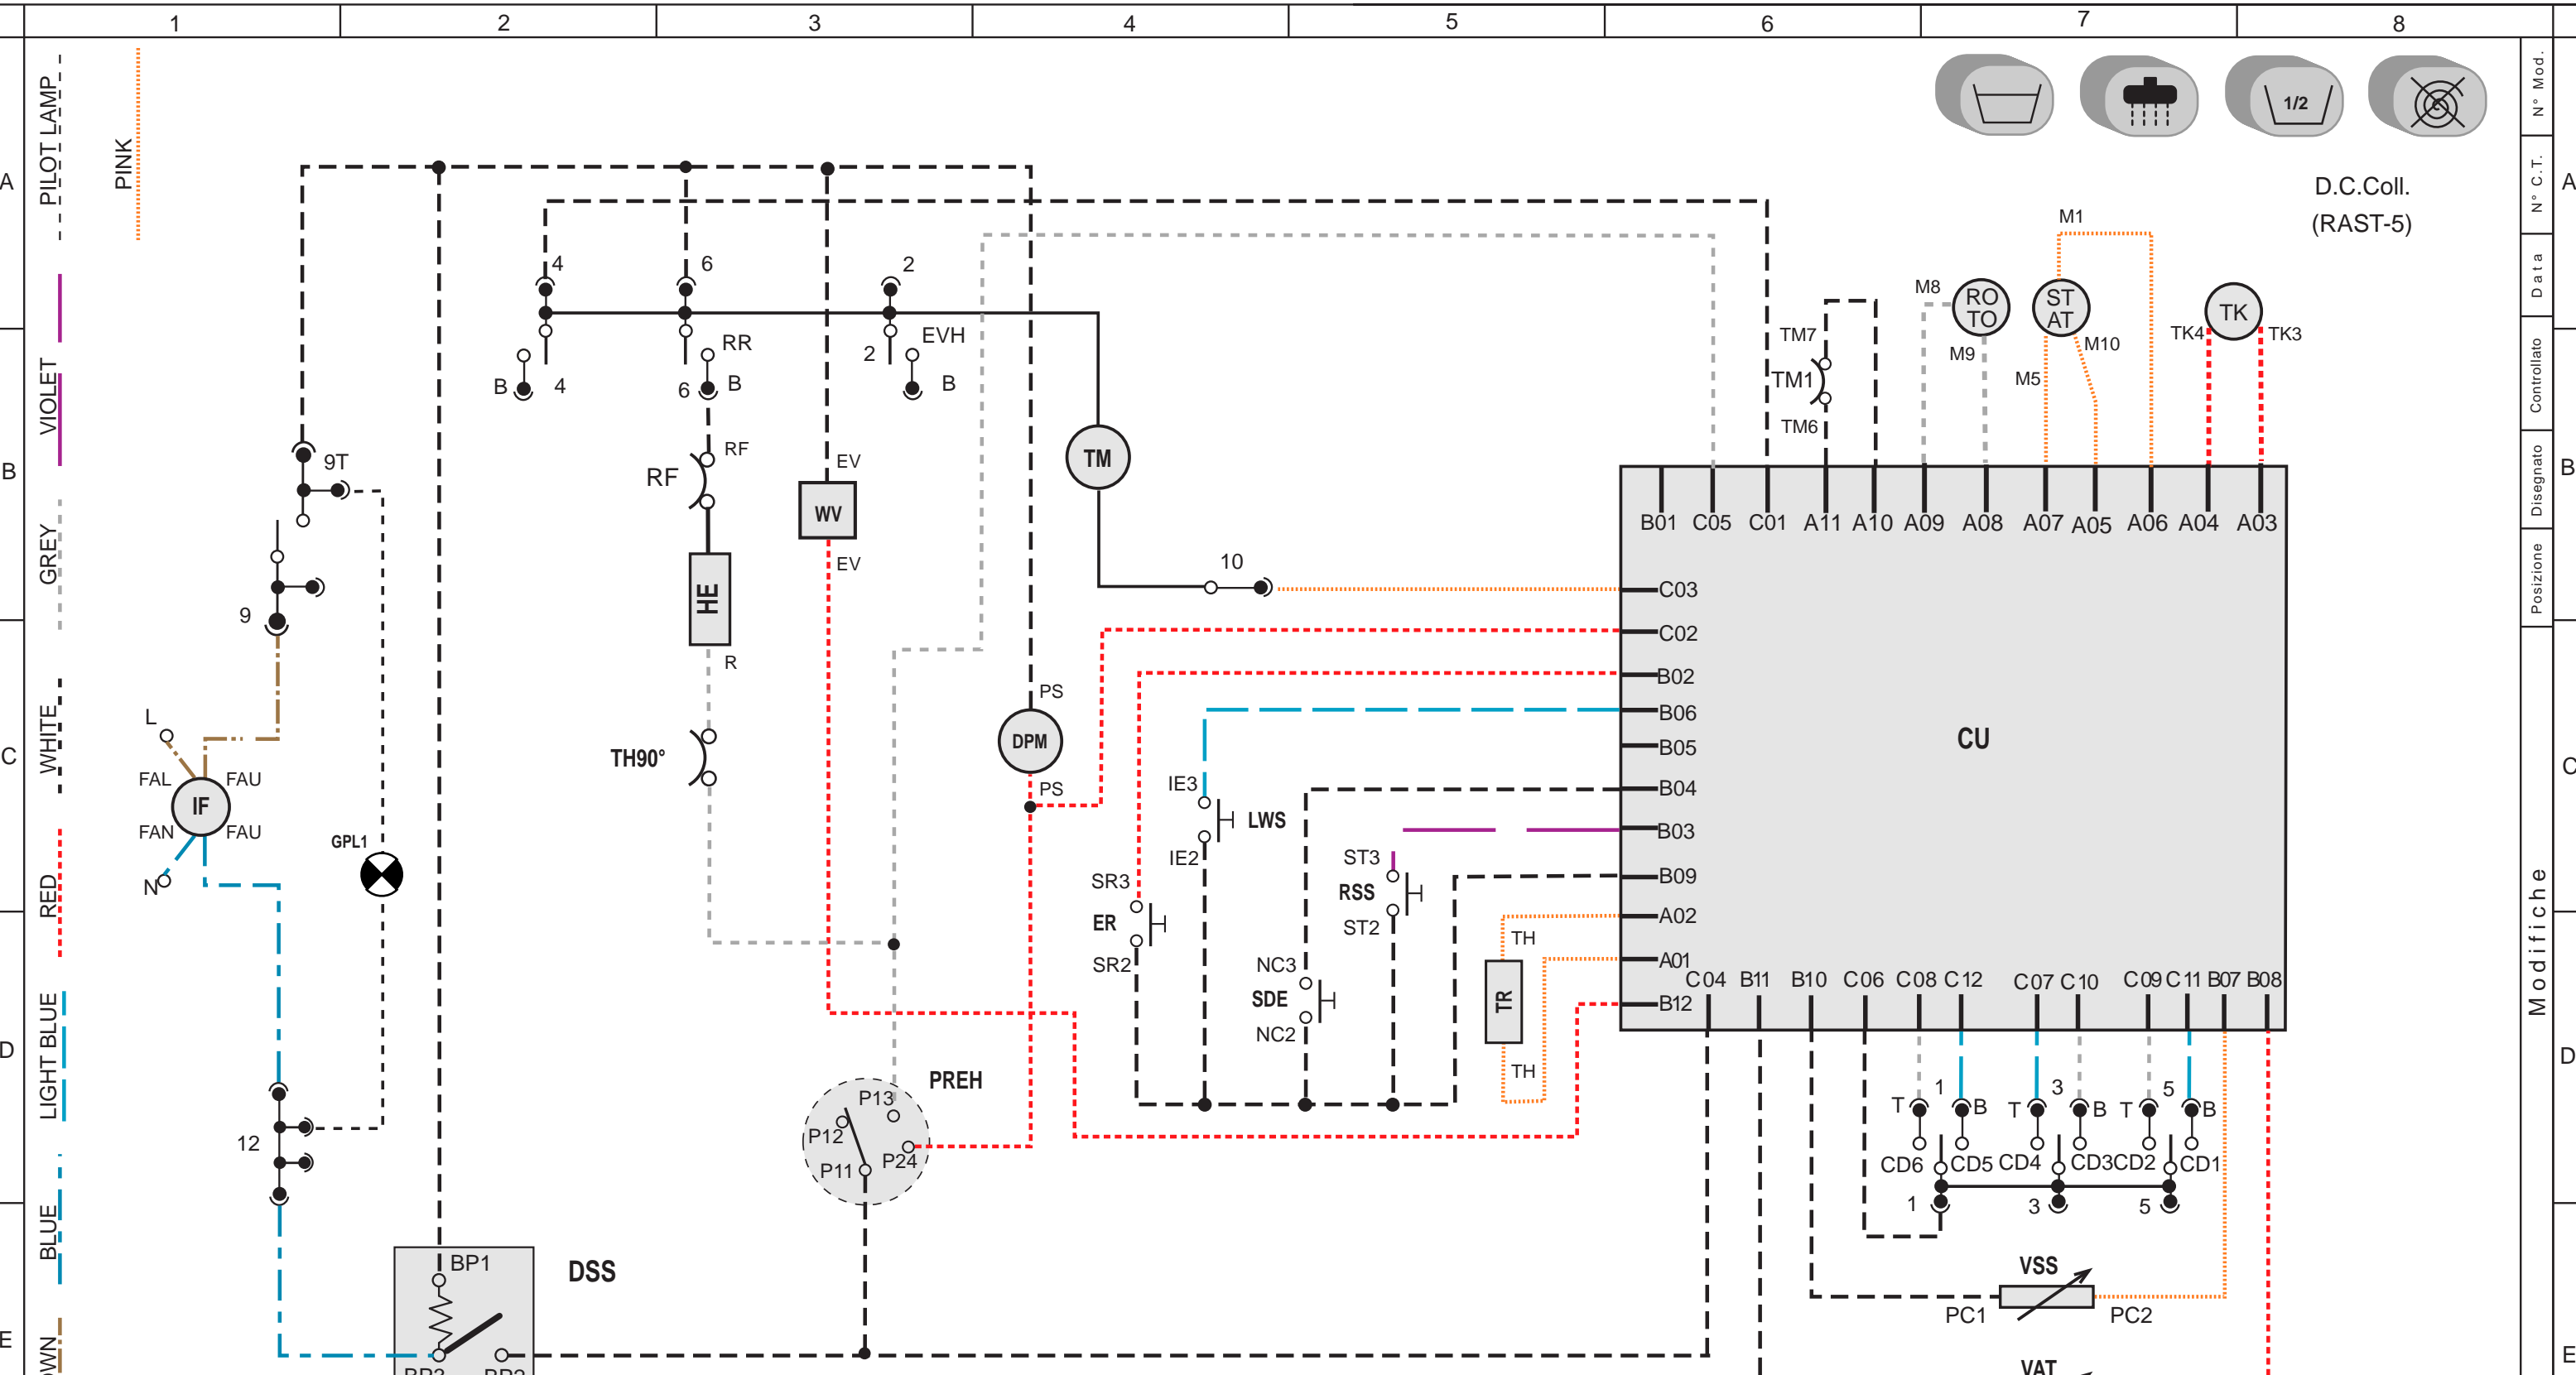 1 2 3 4 5 6 7 8
A
B
C
D
E
PILOT LAMP
PINK
VIOLET
GREY
WHITE
RED
LIGHT BLUE
BLUE
1/2
D.C.Coll.
(RAST-5)
N° Mod.
N° C.T.
Data
Controllato
Disegnato
Posizione
Modifiche
A
B
C
D
E
4
6
2
RR
EVH
2
B 4
6 B
B
9T
9
RF
RF
EV
WV
EV
TM
10
HE
R
TH90°
PS
DPM
PS
L
FAL FAU
IF
FAN FAU
N
GPL1
12
M1
M8
RO
TO
ST
AT
TK
TM7
M9
M10
TK4
TK3
TM1
M5
TM6
B01 C05 C01 A11 A10 A09 A08 A07 A05 A06 A04 A03
C03
C02
B02
B06
B05
B04
B03
B09
A02
A01
B12
CU
C04 B11 B10 C06 C08 C12 C07 C10 C09 C11 B07 B08
IE3
LWS
IE2
SR3
ER
SR2
ST3
RSS
ST2
NC3
SDE
NC2
TH
TR
TH
PREH
P13
P12
P24
P11
T 1 B T 3 B T 5 B
CD6 CD5 CD4 CD3 CD2 CD1
1 3 5
BP1
DSS
VSS
PC1 PC2
VAT